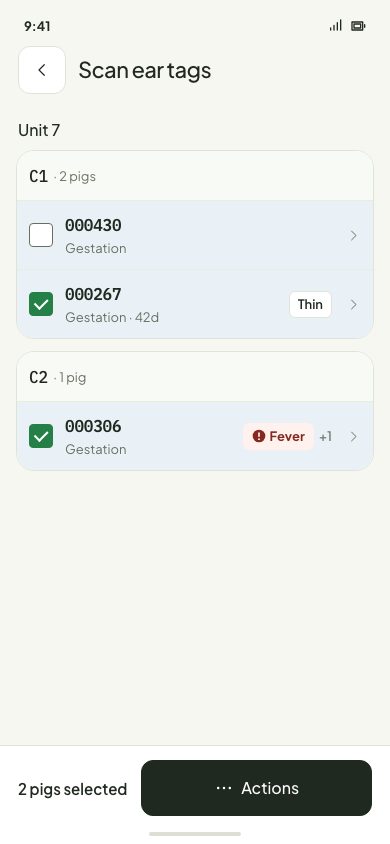 9:41
Scan ear tags
Unit 7
C1 · 2 pigs
000430
Gestation
000267
Gestation · 42d
Thin
C2 · 1 pig
000306
Gestation
Fever +1
2 pigs selected
··· Actions